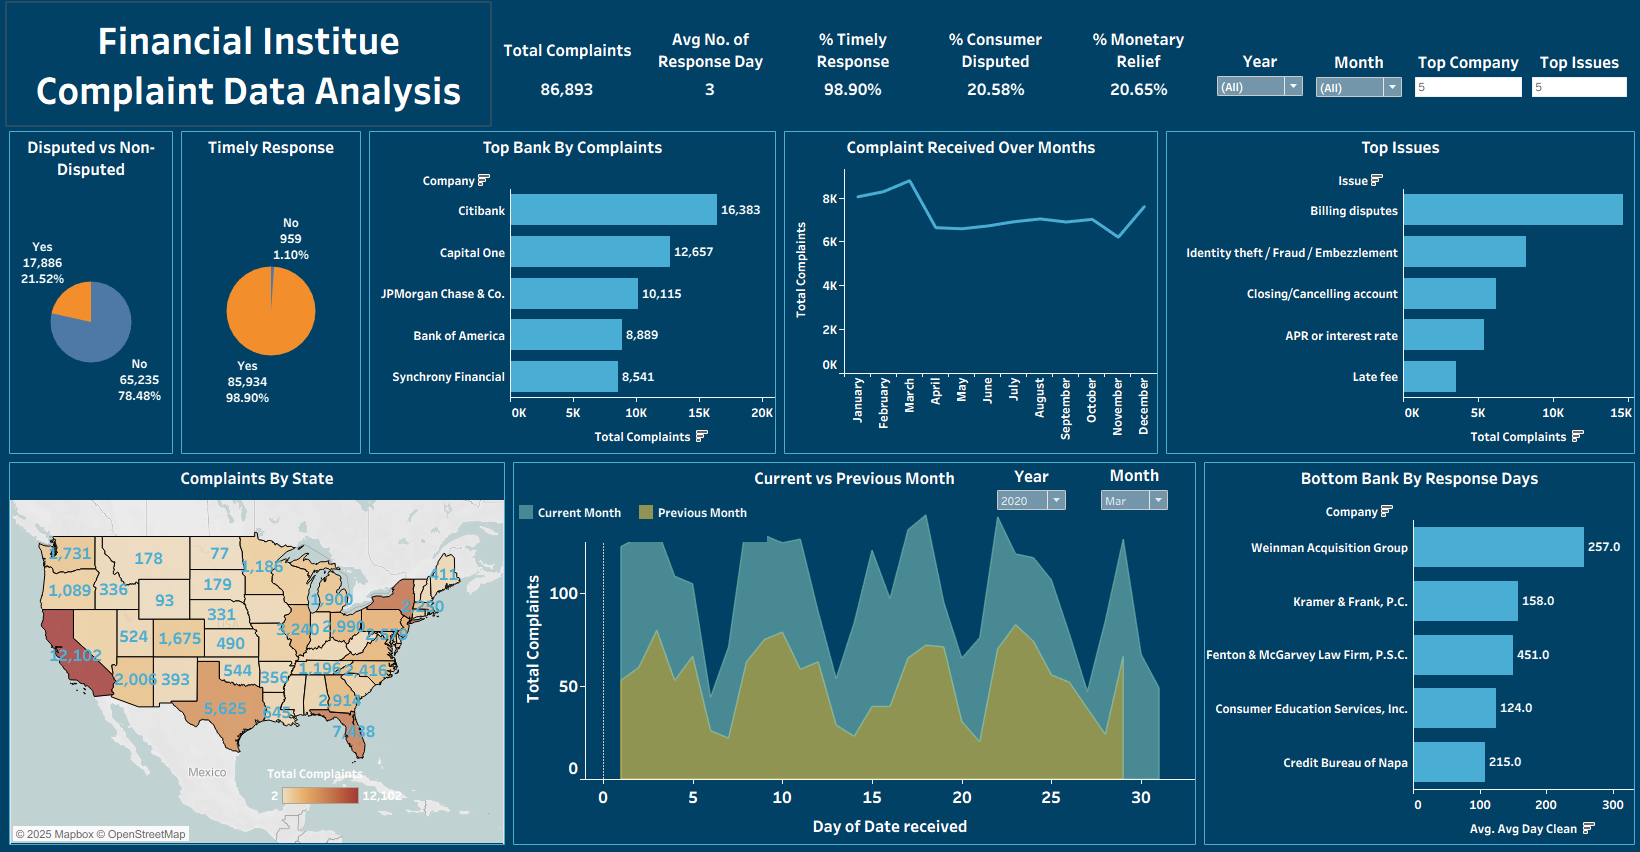 Financial Institue
Complaint Data Analysis
Total Complaints
86,893
Avg No. of
Response Day
3
% Timely
Response
98.90%
% Consumer
Disputed
20.58%
% Monetary
Relief
20.65%
Year
(All)
Month
(All)
Top Company
5
Top Issues
5
Disputed vs Non-
Disputed
Yes
17,886
21.52%
No
65,235
78.48%
Timely Response
No
959
1.10%
Yes
85,934
98.90%
Top Bank By Complaints
Company
Citibank
16,383
Capital One
12,657
JPMorgan Chase & Co.
10,115
Bank of America
8,889
Synchrony Financial
8,541
0K 5K 10K 15K 20K
Total Complaints
Complaint Received Over Months
Total Complaints
8K
6K
4K
2K
0K
January
February
March
April
May
June
July
August
September
October
November
December
Top Issues
Issue
Billing disputes
Identity theft / Fraud / Embezzlement
Closing/Cancelling account
APR or interest rate
Late fee
0K 5K 10K 15K
Total Complaints
Complaints By State
1,731
178
77
1,186
411
1,089
336
179
93
1,900
331
524
1,675
490
3,240
2,990
12,102
2,006
393
544
356
1,196
2,416
5,625
645
2,914
7,438
Mexico
Total Complaints
2
12,102
© 2025 Mapbox © OpenStreetMap
Current vs Previous Month
Year
2020
Month
Mar
Current Month
Previous Month
Total Complaints
100
50
0
0 5 10 15 20 25 30
Day of Date received
Bottom Bank By Response Days
Company
Weinman Acquisition Group
257.0
Kramer & Frank, P.C.
158.0
Fenton & McGarvey Law Firm, P.S.C.
451.0
Consumer Education Services, Inc.
124.0
Credit Bureau of Napa
215.0
0 100 200 300
Avg. Avg Day Clean